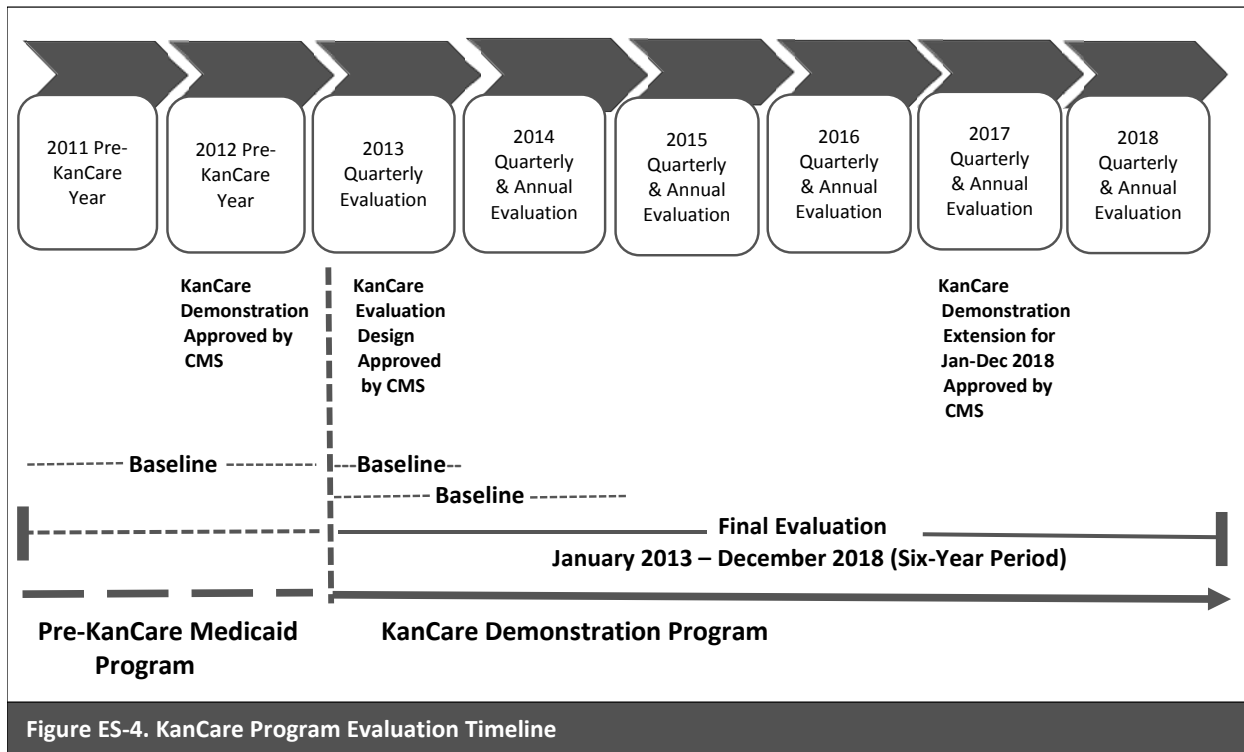 2011 Pre-
KanCare
Year
2012 Pre-
KanCare
Year
2013
Quarterly
Evaluation
2014
Quarterly
& Annual
Evaluation
2015
Quarterly
& Annual
Evaluation
2016
Quarterly
& Annual
Evaluation
2017
Quarterly
& Annual
Evaluation
2018
Quarterly
& Annual
Evaluation
KanCare
Demonstration
Approved by
CMS
KanCare
Evaluation
Design
Approved
by CMS
KanCare
Demonstration
Extension for
Jan-Dec 2018
Approved by
CMS
Baseline
Baseline
Baseline
Final Evaluation
January 2013 – December 2018 (Six-Year Period)
Pre-KanCare Medicaid
Program
KanCare Demonstration Program
Figure ES-4. KanCare Program Evaluation Timeline